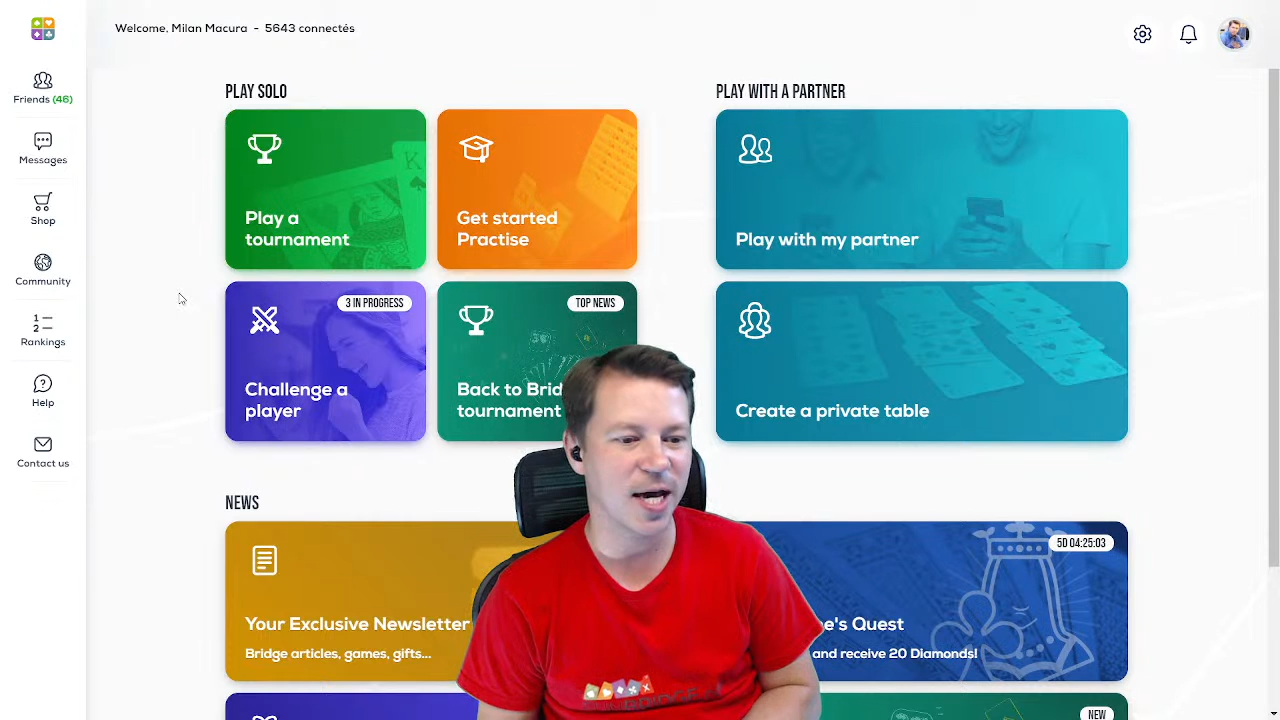 Welcome, Milan Macura - 5643 connectés
Friends (46)
Messages
Shop
Community
1
2
Rankings
Help
Contact us
PLAY SOLO
Play a
tournament
Get started
Practise
3 IN PROGRESS
Challenge a
player
TOP NEWS
Back to Brid
tournament
PLAY WITH A PARTNER
Play with my partner
Create a private table
NEWS
Your Exclusive Newsletter
Bridge articles, games, gifts...
5D 04:25:03
ne's Quest
and receive 20 Diamonds!
NEW
K